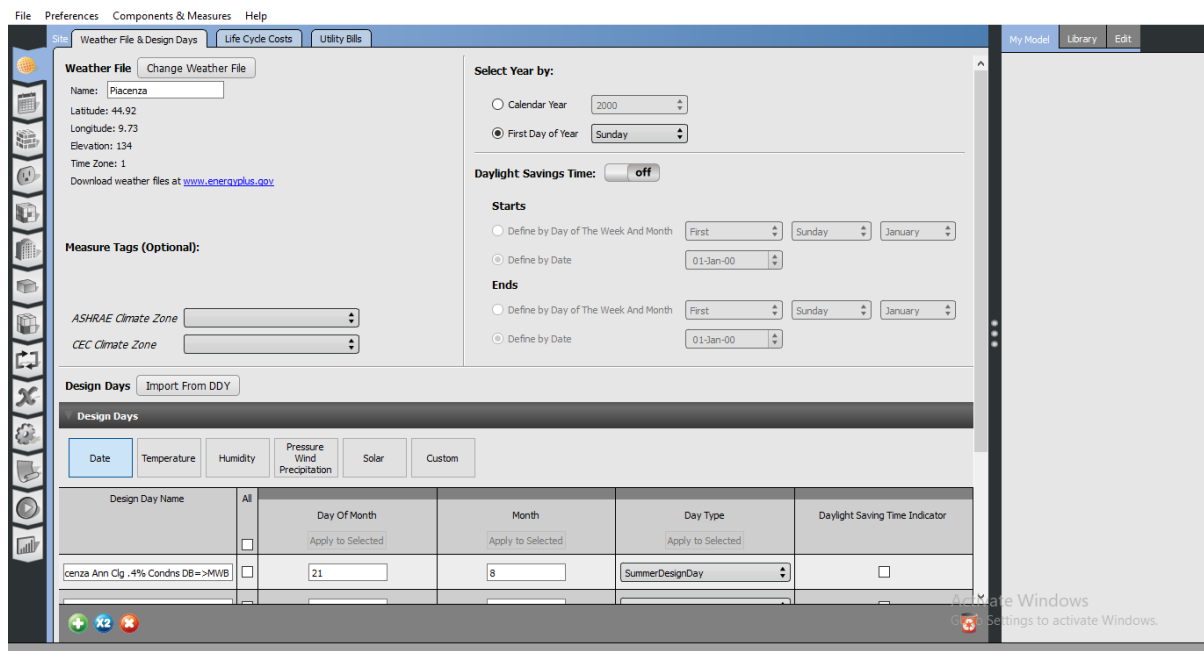 File Preferences Components & Measures Help
Site Weather File & Design Days Life Cycle Costs Utility Bills
My Model Library Edit
Weather File Change Weather File
Name: Piacenza
Latitude: 44.92
Longitude: 9.73
Elevation: 134
Time Zone: 1
Download weather files at www.energyplus.gov
Measure Tags (Optional):
ASHRAE Climate Zone
CEC Climate Zone
Select Year by:
Calendar Year 2000
First Day of Year Sunday
Daylight Savings Time: off
Starts
Define by Day of The Week And Month First Sunday January
Define by Date 01-Jan-00
Ends
Define by Day of The Week And Month First Sunday January
Define by Date 01-Jan-00
Design Days Import From DDY
Design Days
Date Temperature Humidity Pressure Wind Precipitation Solar Custom
Design Day Name All Day Of Month Month Day Type Daylight Saving Time Indicator
Apply to Selected Apply to Selected Apply to Selected
cenza Ann Clg .4% Condns DB=>MWB 21 8 SummerDesignDay
X2
Activate Windows
Go to Settings to activate Windows.